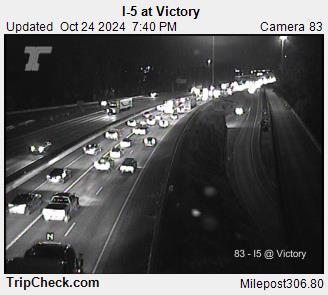 I-5 at Victory
Updated Oct 24 2024 7:40 PM Camera 83
T
N
83 - I5 @ Victory
TripCheck.com Milepost306.80